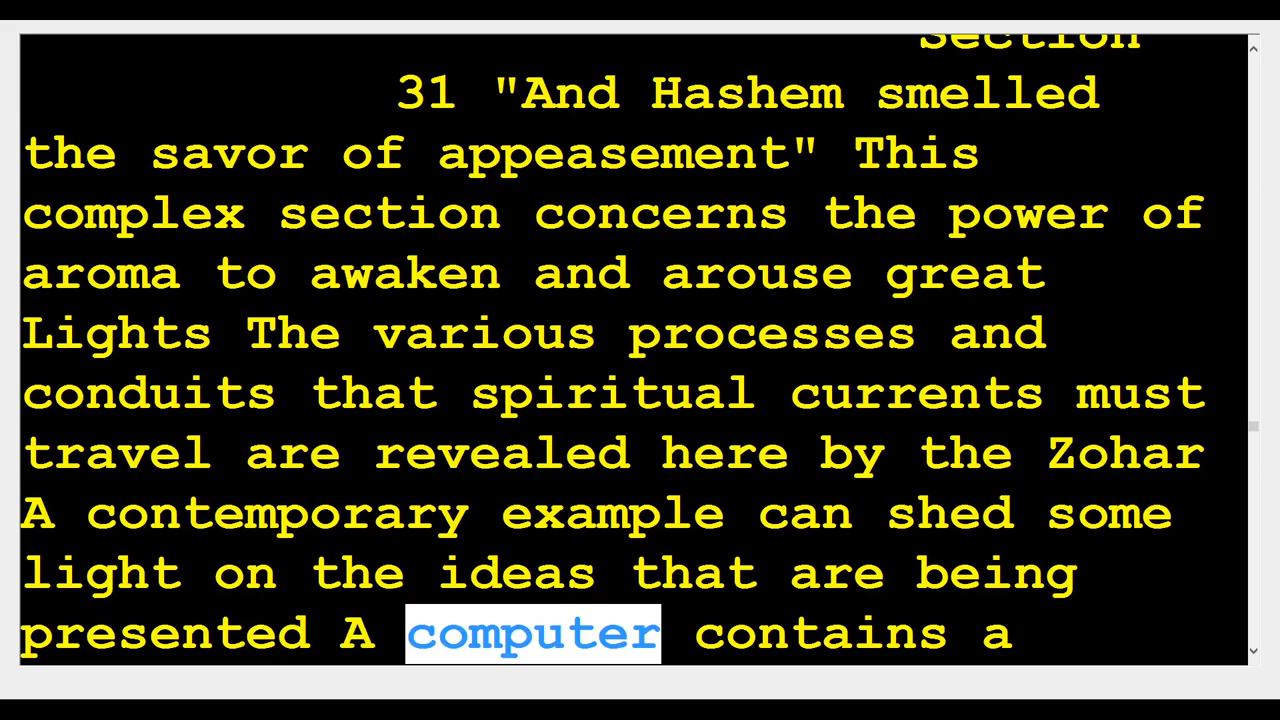 Section
31 "And Hashem smelled
the savor of appeasement" This
complex section concerns the power of
aroma to awaken and arouse great
Lights The various processes and
conduits that spiritual currents must
travel are revealed here by the Zohar
A contemporary example can shed some
light on the ideas that are being
presented A computer contains a